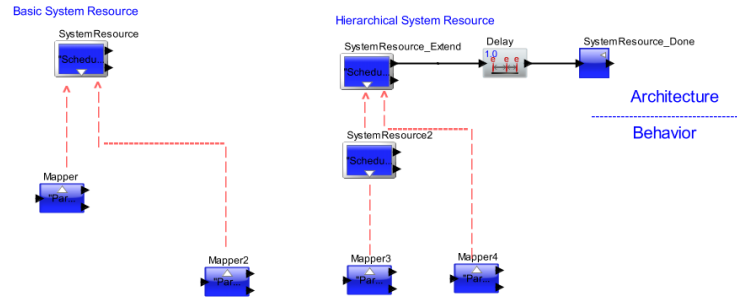 Basic System Resource
SystemResource
"Schedu...
Mapper
"Par...
Mapper2
"Par...
Hierarchical System Resource
SystemResource_Extend
"Schedu...
Delay
1.0
e e e
SystemResource_Done
SystemResource2
"Schedu...
Mapper3
"Par...
Mapper4
"Par...
Architecture
Behavior